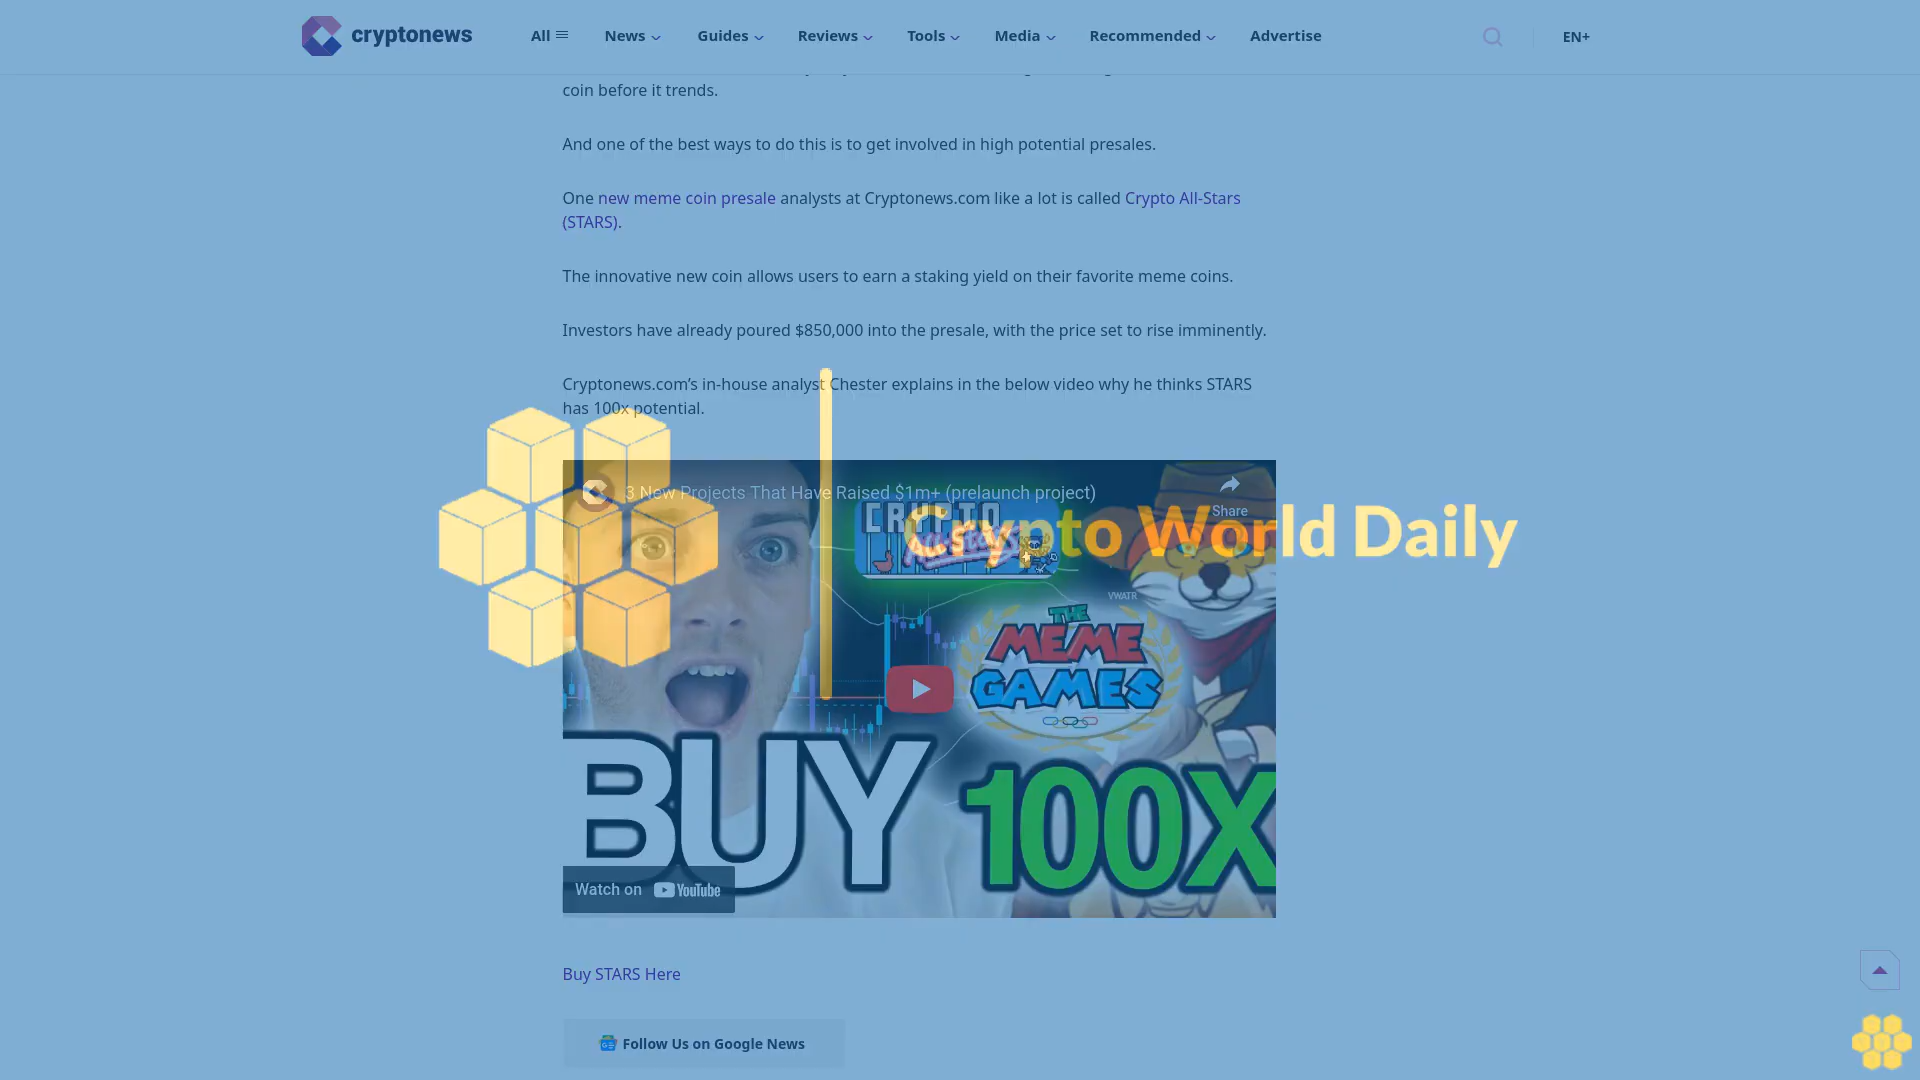 cryptonews
All
News
Guides
Reviews
Tools
Media
Recommended
Advertise
EN+
coin before it trends.
And one of the best ways to do this is to get involved in high potential presales.
One new meme coin presale analysts at Cryptonews.com like a lot is called Crypto All-Stars
(STARS).
The innovative new coin allows users to earn a staking yield on their favorite meme coins.
Investors have already poured $850,000 into the presale, with the price set to rise imminently.
Cryptonews.com’s in-house analyst Chester explains in the below video why he thinks STARS
has 100x potential.
3 New Projects That Have Raised $1m+ (prelaunch project)
Share
CRYPTO
All-Stars
Crypto World Daily
VWATR
THE
MEME
GAMES
BUY 100X
Watch on YouTube
Buy STARS Here
Follow Us on Google News